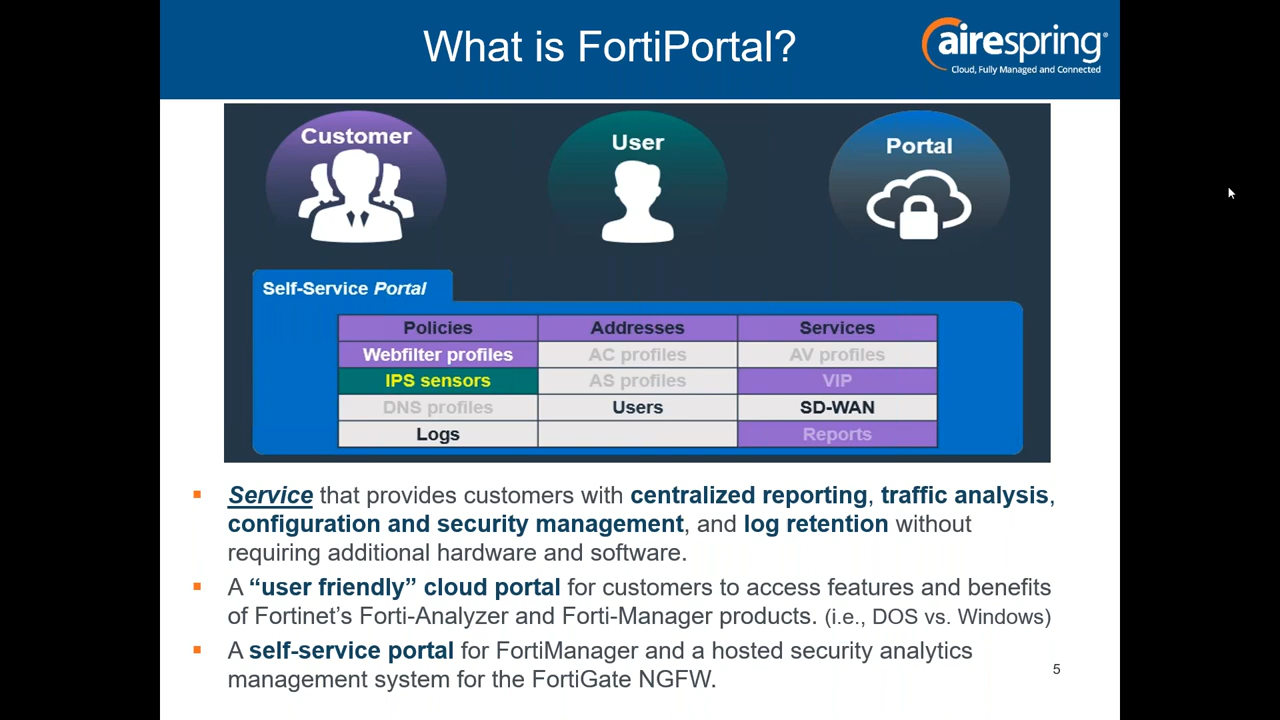 What is FortiPortal?
airespring®
Cloud, Fully Managed and Connected
Customer
User
Portal
Self-Service Portal
Policies Addresses Services
Webfilter profiles AC profiles AV profiles
IPS sensors AS profiles VIP
DNS profiles Users SD-WAN
Logs Reports
▪ Service that provides customers with centralized reporting, traffic analysis,
configuration and security management, and log retention without
requiring additional hardware and software.
▪ A “user friendly” cloud portal for customers to access features and benefits
of Fortinet’s Forti-Analyzer and Forti-Manager products. (i.e., DOS vs. Windows)
▪ A self-service portal for FortiManager and a hosted security analytics
management system for the FortiGate NGFW.
5